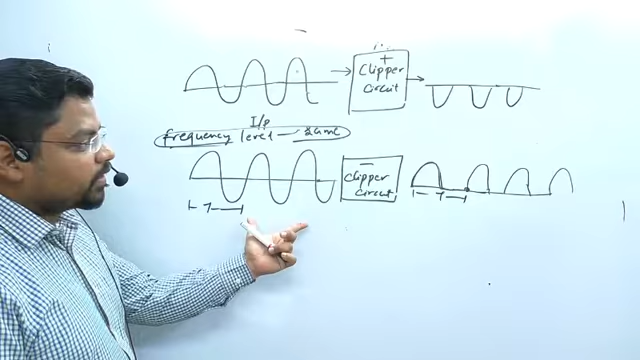 +
Clipper
circuit
I/p
frequency level — same
−
clipper
circuit
T
T